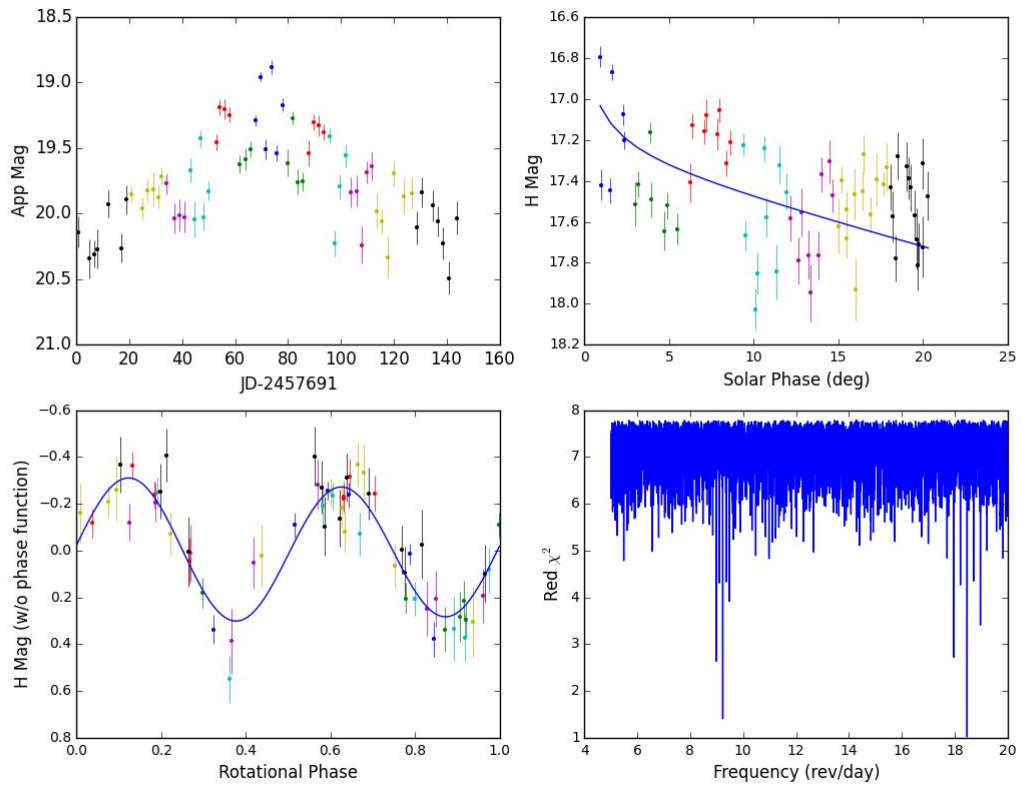 18.5
19.0
19.5
20.0
20.5
21.0
App Mag
0 20 40 60 80 100 120 140 160
JD-2457691
16.6
16.8
17.0
17.2
17.4
17.6
17.8
18.0
18.2
H Mag
0 5 10 15 20 25
Solar Phase (deg)
−0.6
−0.4
−0.2
0.0
0.2
0.4
0.6
0.8
H Mag (w/o phase function)
0.0 0.2 0.4 0.6 0.8 1.0
Rotational Phase
8
7
6
5
4
3
2
1
Red χ²
4 6 8 10 12 14 16 18 20
Frequency (rev/day)